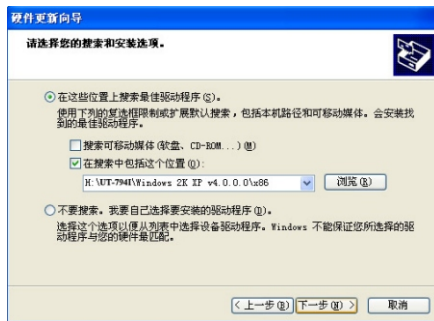 硬件更新向导
请选择您的搜索和安装选项。
在这些位置上搜索最佳驱动程序(S)。
使用下列的复选框限制或扩展默认搜索，包括本机路径和可移动媒体。会安装找
到的最佳驱动程序。
搜索可移动媒体(软盘、CD-ROM...)(M)
在搜索中包括这个位置(O):
H:\UT-794I\Windows 2K XP v4.0.0.0\x86
浏览(R)
不要搜索。我要自己选择要安装的驱动程序(D)。
选择这个选项以便从列表中选择设备驱动程序。Windows 不能保证您所选择的驱
动程序与您的硬件最匹配。
<上一步(B) 下一步(N)> 取消